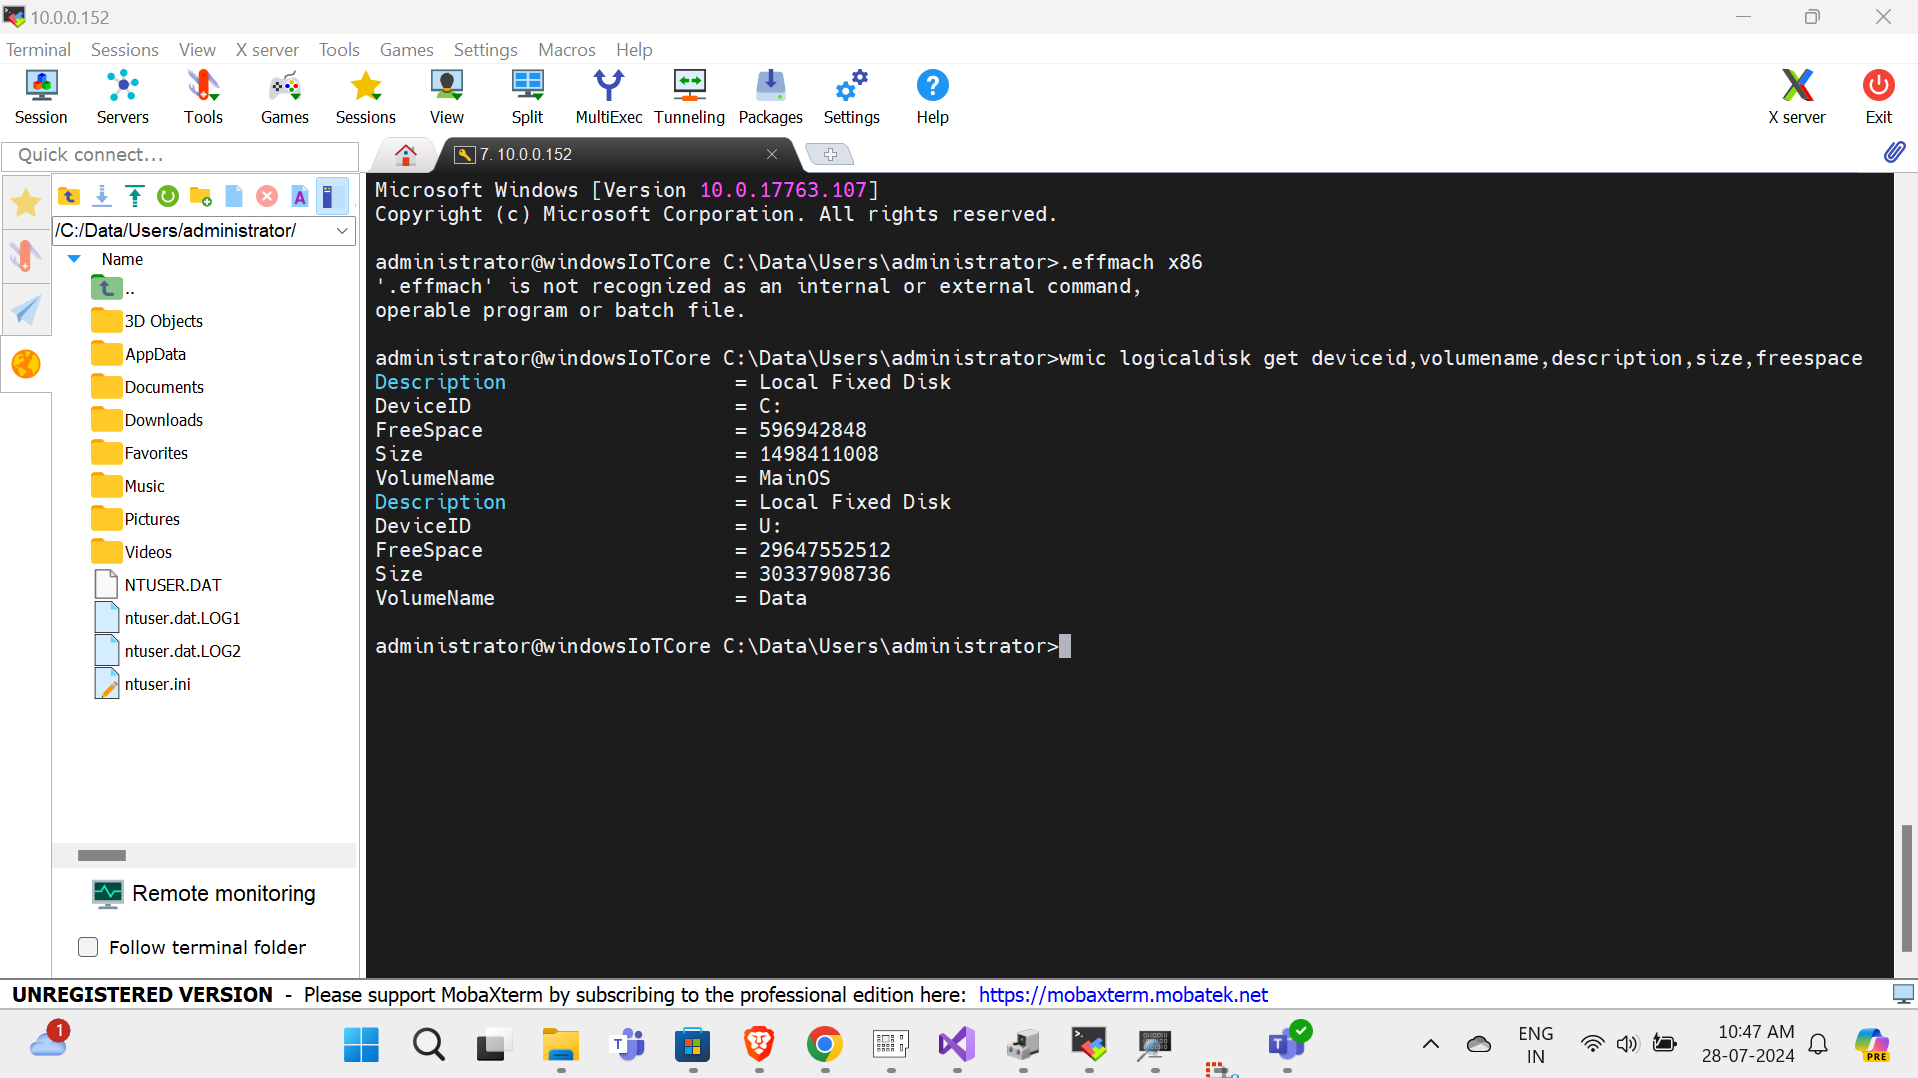 10.0.0.152
Terminal Sessions View X server Tools Games Settings Macros Help
Session Servers Tools Games Sessions View Split MultiExec Tunneling Packages Settings Help X server Exit
Quick connect...
7. 10.0.0.152
/C:/Data/Users/administrator/
Name
..
3D Objects
AppData
Documents
Downloads
Favorites
Music
Pictures
Videos
NTUSER.DAT
ntuser.dat.LOG1
ntuser.dat.LOG2
ntuser.ini
Remote monitoring
Follow terminal folder
Microsoft Windows [Version 10.0.17763.107]
Copyright (c) Microsoft Corporation. All rights reserved.
administrator@windowsIoTCore C:\Data\Users\administrator>.effmach x86
'.effmach' is not recognized as an internal or external command,
operable program or batch file.
administrator@windowsIoTCore C:\Data\Users\administrator>wmic logicaldisk get deviceid,volumename,description,size,freespace
Description = Local Fixed Disk
DeviceID = C:
FreeSpace = 596942848
Size = 1498411008
VolumeName = MainOS
Description = Local Fixed Disk
DeviceID = U:
FreeSpace = 29647552512
Size = 30337908736
VolumeName = Data
administrator@windowsIoTCore C:\Data\Users\administrator>
UNREGISTERED VERSION - Please support MobaXterm by subscribing to the professional edition here: https://mobaxterm.mobatek.net
1
ENG
IN
10:47 AM
28-07-2024
PRE